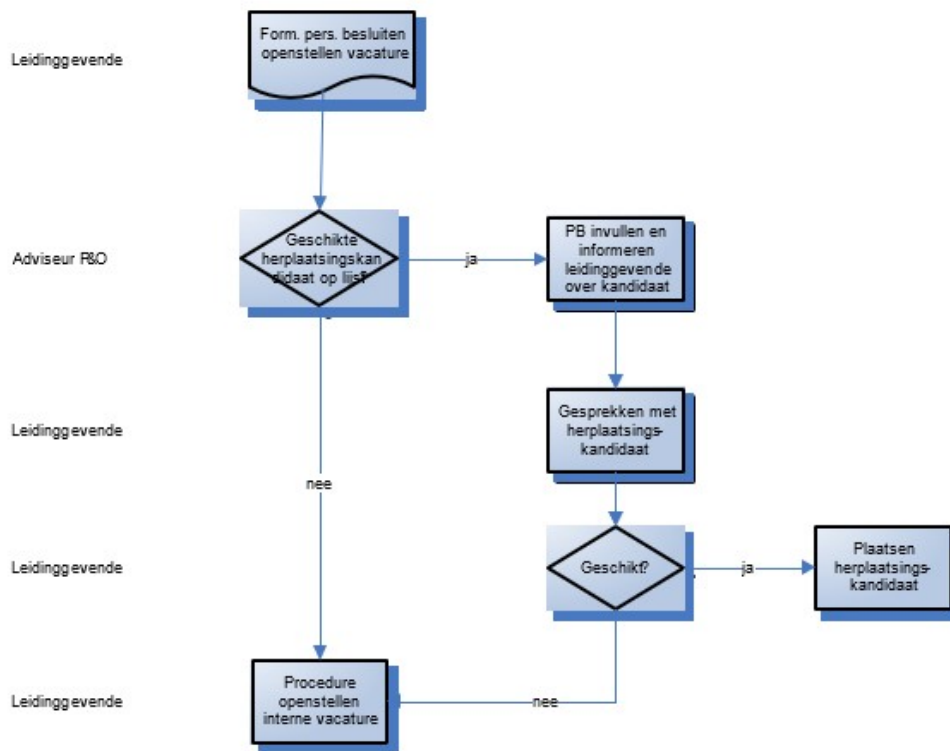 Form. pers. besluiten
openstellen vacature
Leidinggevende
Geschikte
herplaatsingskan
didaat op lijst?
Adviseur P&O
ja
PB invullen en
informeren
leidinggevende
over kandidaat
Leidinggevende
Gesprekken met
herplaatsings-
kandidaat
nee
Leidinggevende
Geschikt?
ja
Plaatsen
herplaatsings-
kandidaat
Leidinggevende
Procedure
openstellen
interne vacature
nee